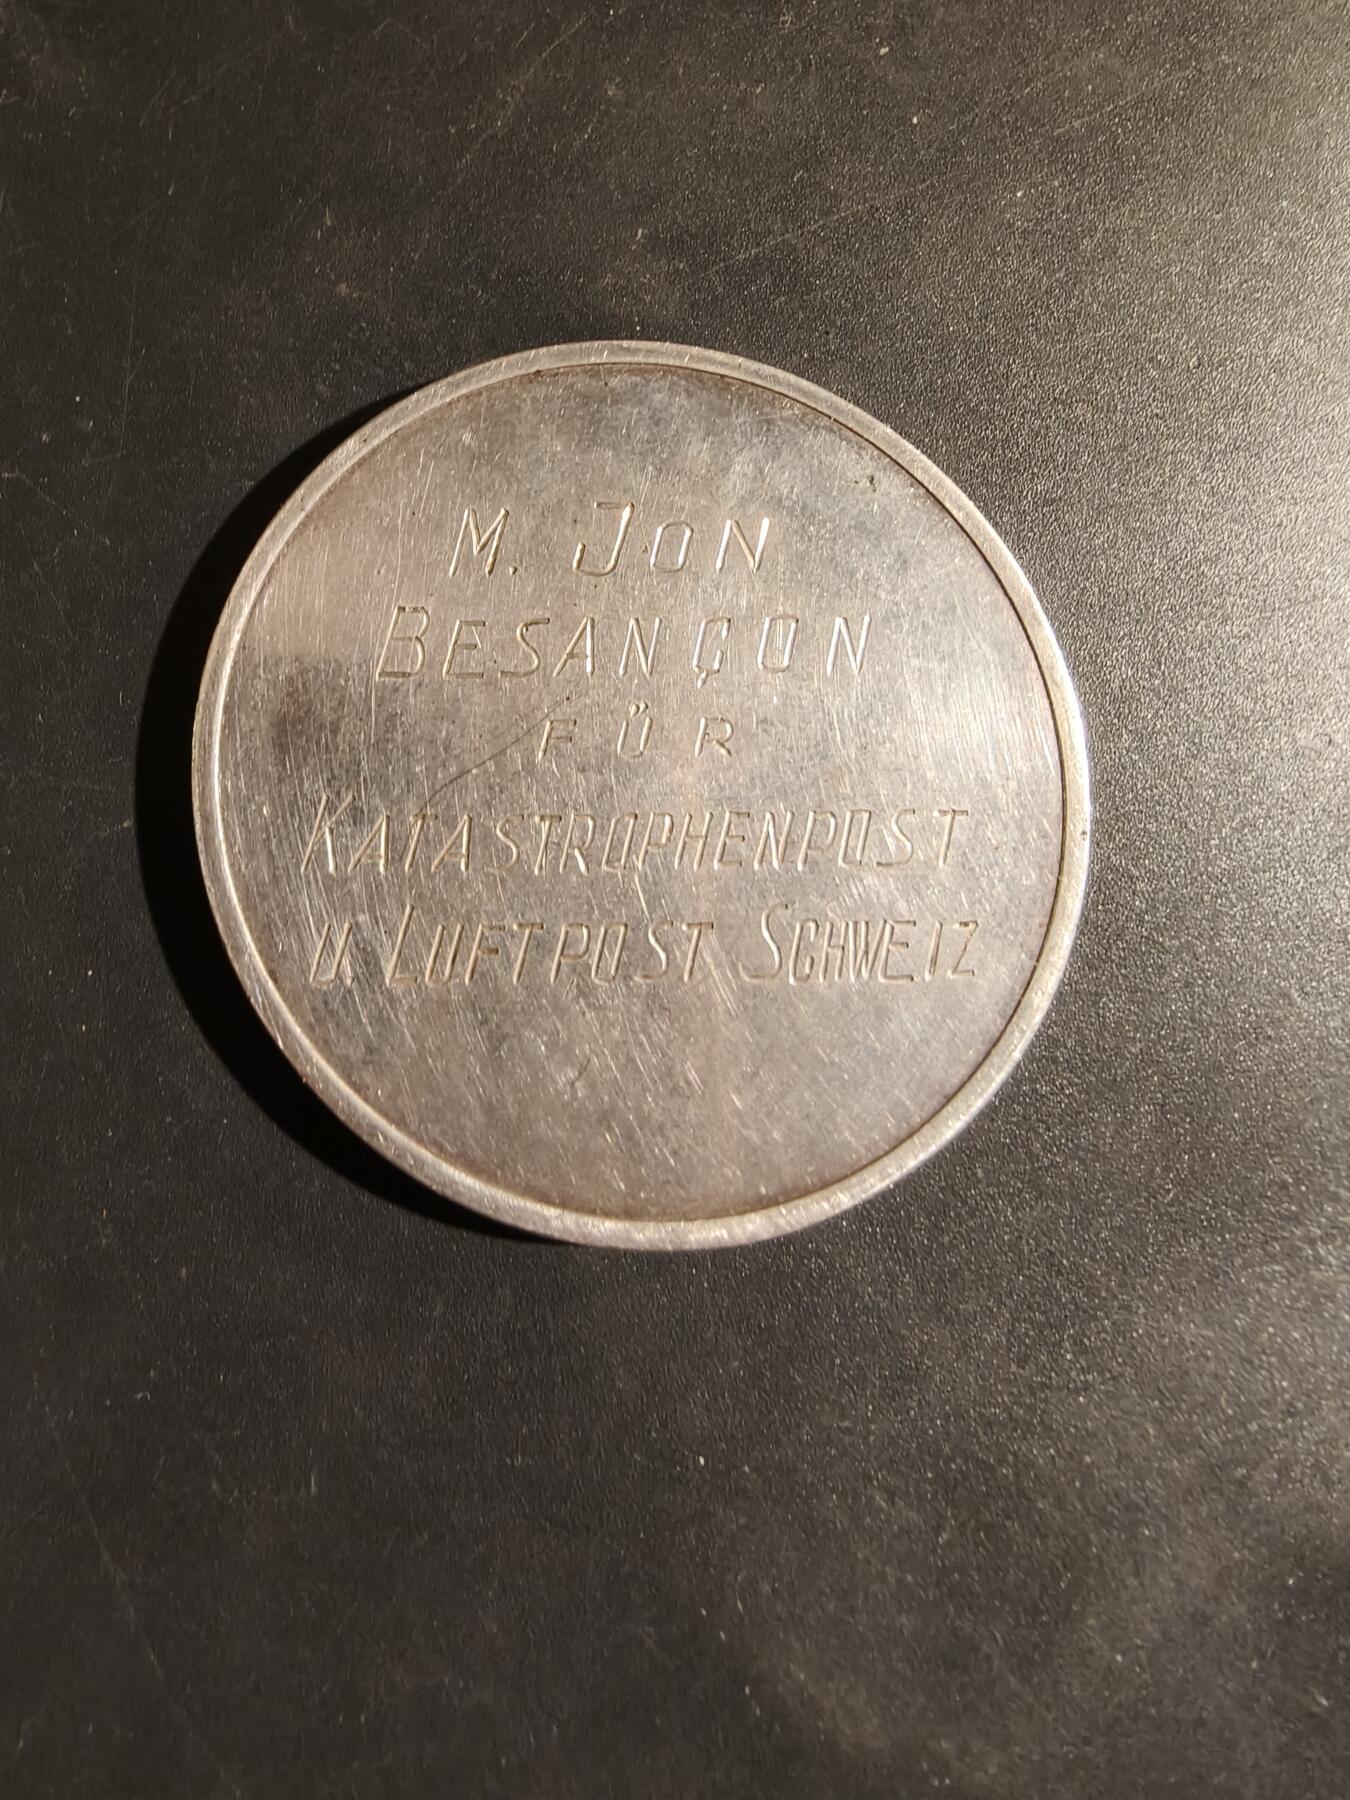 M. JON
BESANÇON
FÜR
KATASTROPHENPOST
U LUFTPOST SCHWEIZ